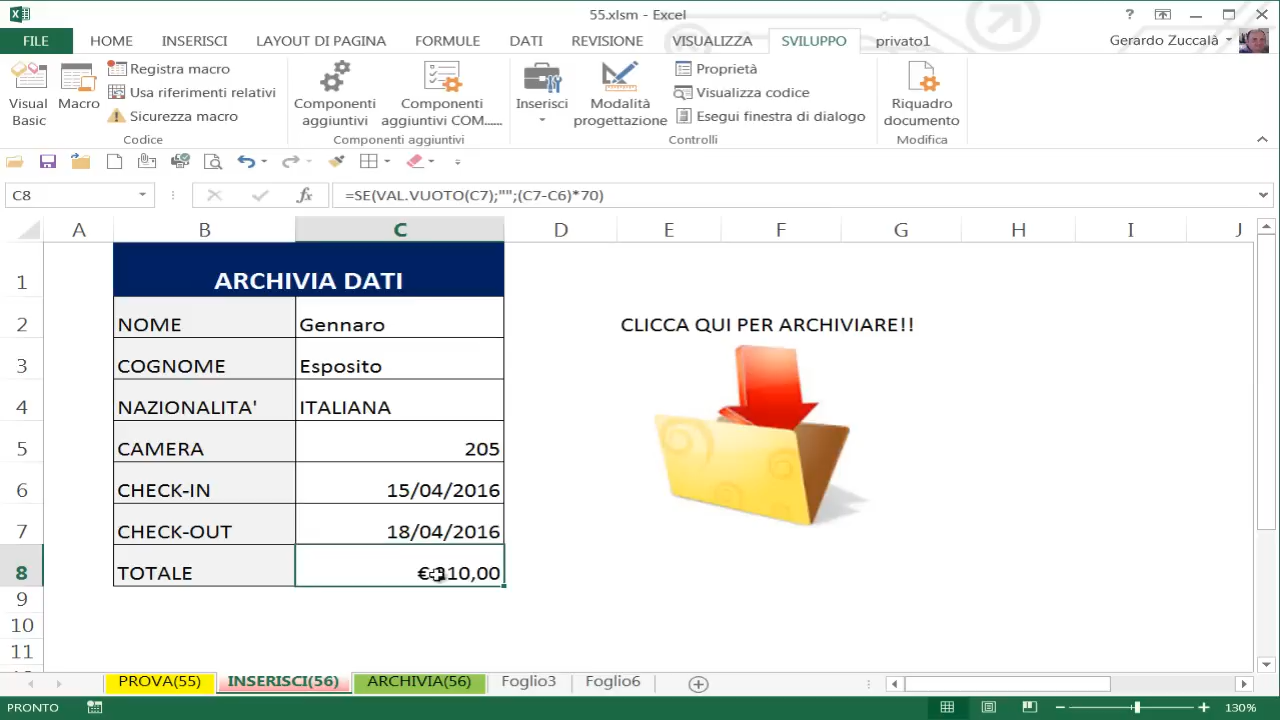 55.xlsm - Excel
?
FILE HOME INSERISCI LAYOUT DI PAGINA FORMULE DATI REVISIONE VISUALIZZA SVILUPPO privato1 Gerardo Zuccalà
Visual Basic
Macro
Registra macro
Usa riferimenti relativi
Sicurezza macro
Codice
Componenti aggiuntivi
Componenti aggiuntivi COM......
Componenti aggiuntivi
Inserisci
Modalità progettazione
Proprietà
Visualizza codice
Esegui finestra di dialogo
Controlli
Riquadro documento
Modifica
C8 fx =SE(VAL.VUOTO(C7);"";(C7-C6)*70)
A B C D E F G H I J
1 ARCHIVIA DATI
2 NOME Gennaro CLICCA QUI PER ARCHIVIARE!!
3 COGNOME Esposito
4 NAZIONALITA' ITALIANA
5 CAMERA 205
6 CHECK-IN 15/04/2016
7 CHECK-OUT 18/04/2016
8 TOTALE
9
10
11
PROVA(55) INSERISCI(56) ARCHIVIA(56) Foglio3 Foglio6
PRONTO 130%